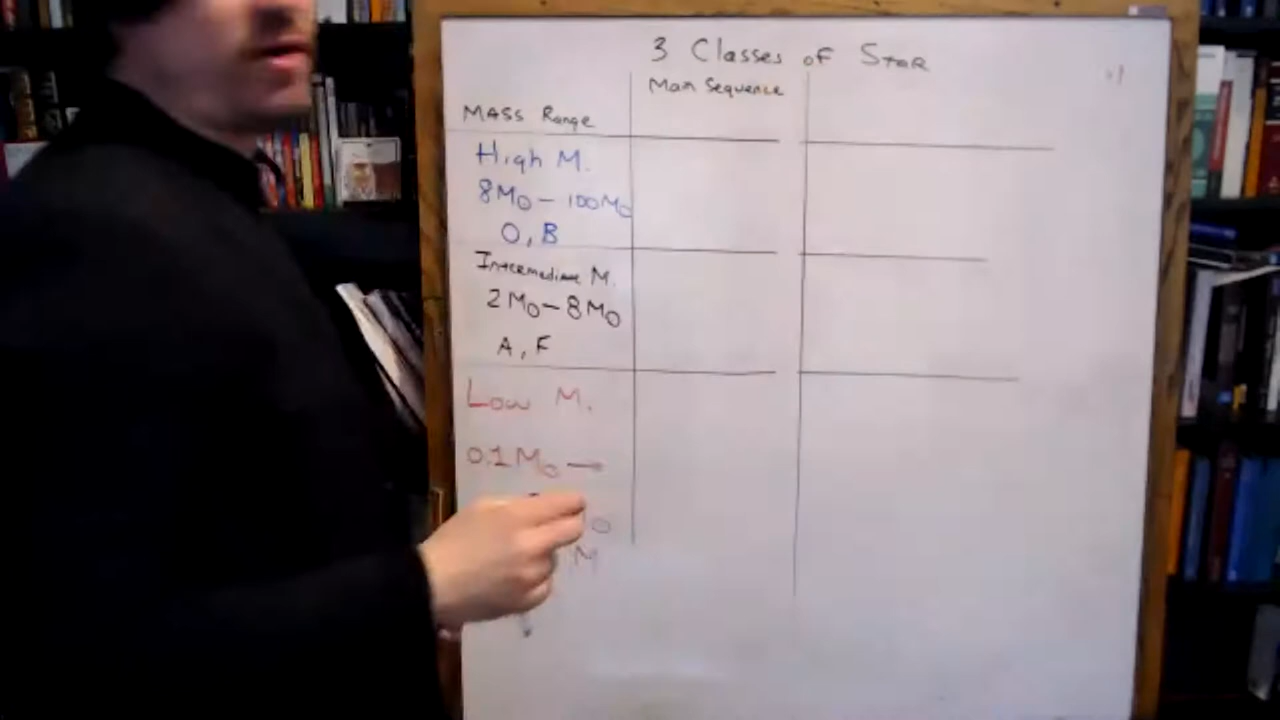 3 Classes of Star
Main Sequence
Mass Range
High M.
8M⊙ – 100M⊙
O, B
Intermediate M.
2M⊙ – 8M⊙
A, F
Low M.
0.1M⊙ –
M